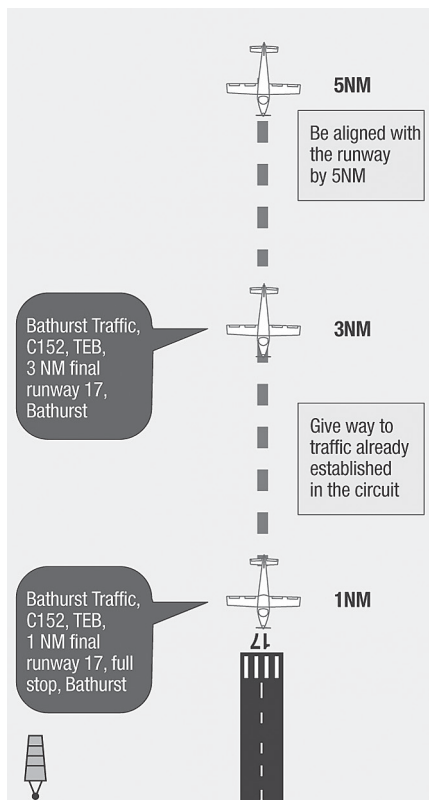 5NM
Be aligned with
the runway
by 5NM
Bathurst Traffic,
C152, TEB,
3 NM final
runway 17,
Bathurst
3NM
Give way to
traffic already
established
in the circuit
Bathurst Traffic,
C152, TEB,
1 NM final
runway 17, full
stop, Bathurst
1NM
17